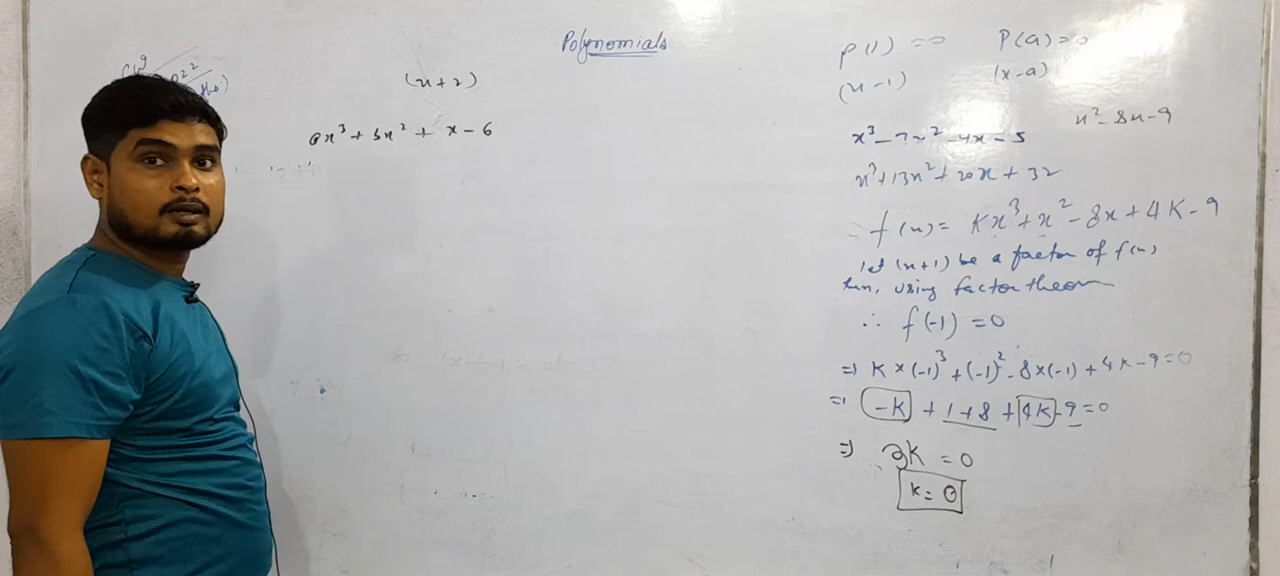 Polynomials
(x+2)
x³ + 5x² + x - 6
P(1) = 0
P(a) = 0
(x-1)
(x-a)
x² - 8x - 9
x³ - 3x² - 4x - 5
x³ + 13x² + 20x + 32
f(x) = Kx³ + x² - 8x + 4K - 9
let (x+1) be a factor of f(x)
then, using factor theorem
∴ f(-1) = 0
⇒ K × (-1)³ + (-1)² - 8×(-1) + 4K - 9 = 0
⇒ -K + 1 + 8 + 4K - 9 = 0
⇒ 3K = 0
K = 0